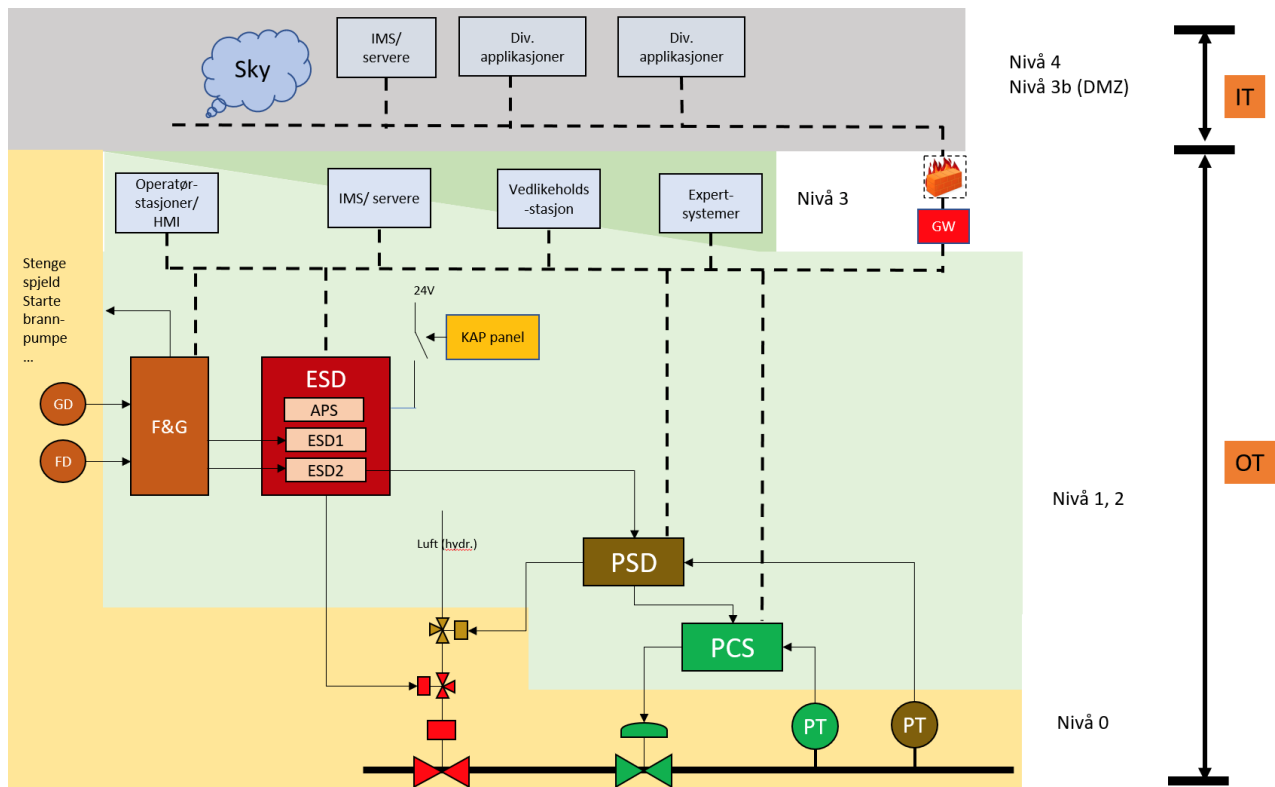 Sky
IMS/
servere
Div.
applikasjoner
Div.
applikasjoner
Nivå 4
Nivå 3b (DMZ)
IT
Operatør-
stasjoner/
HMI
IMS/ servere
Vedlikeholds
-stasjon
Expert-
systemer
Nivå 3
GW
Stenge
spjeld
Starte
brann-
pumpe
...
24V
KAP panel
ESD
APS
ESD1
ESD2
F&G
GD
FD
OT
Nivå 1, 2
Luft (hydr.)
PSD
PCS
PT
PT
Nivå 0